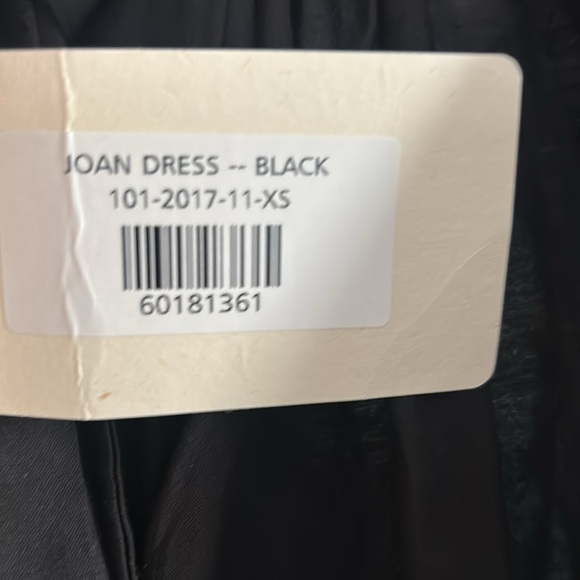 JOAN DRESS -- BLACK
101-2017-11-XS
60181361